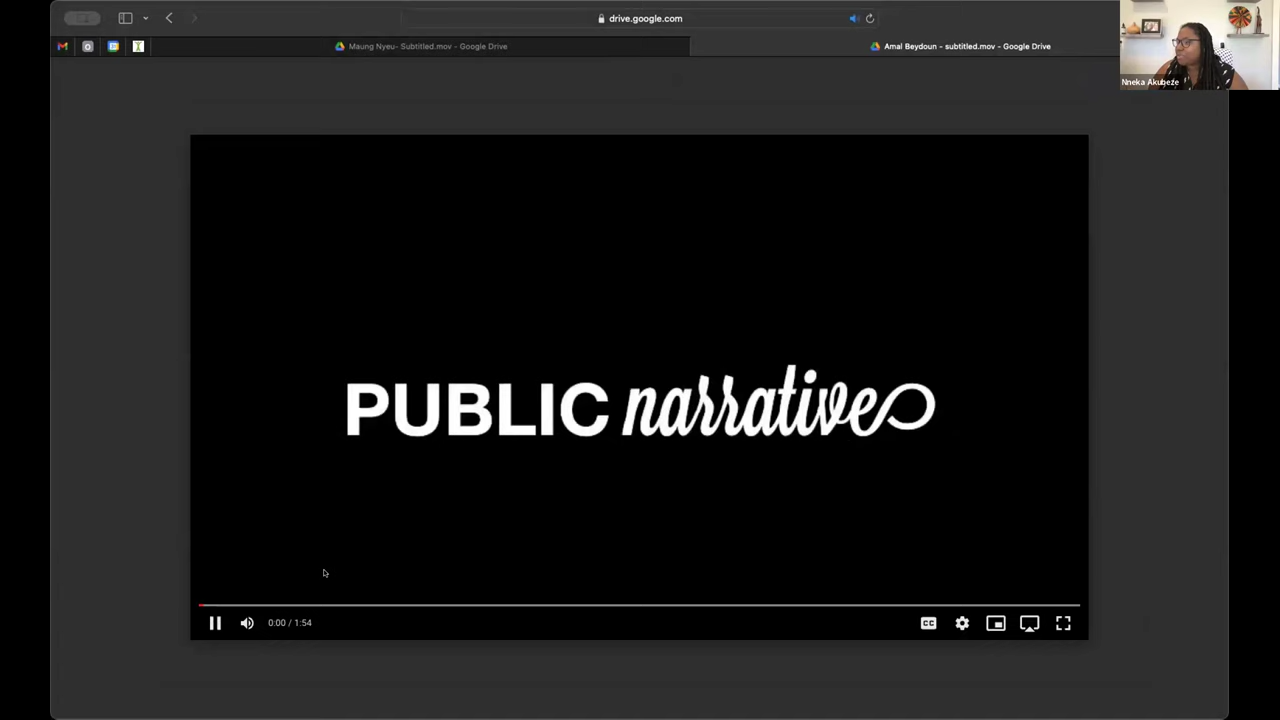 drive.google.com
Maung Nyeu- Subtitled.mov - Google Drive
Amal Beydoun - subtitled.mov - Google Drive
Nneka Akubeze
PUBLIC narrative
0:00 / 1:54
CC